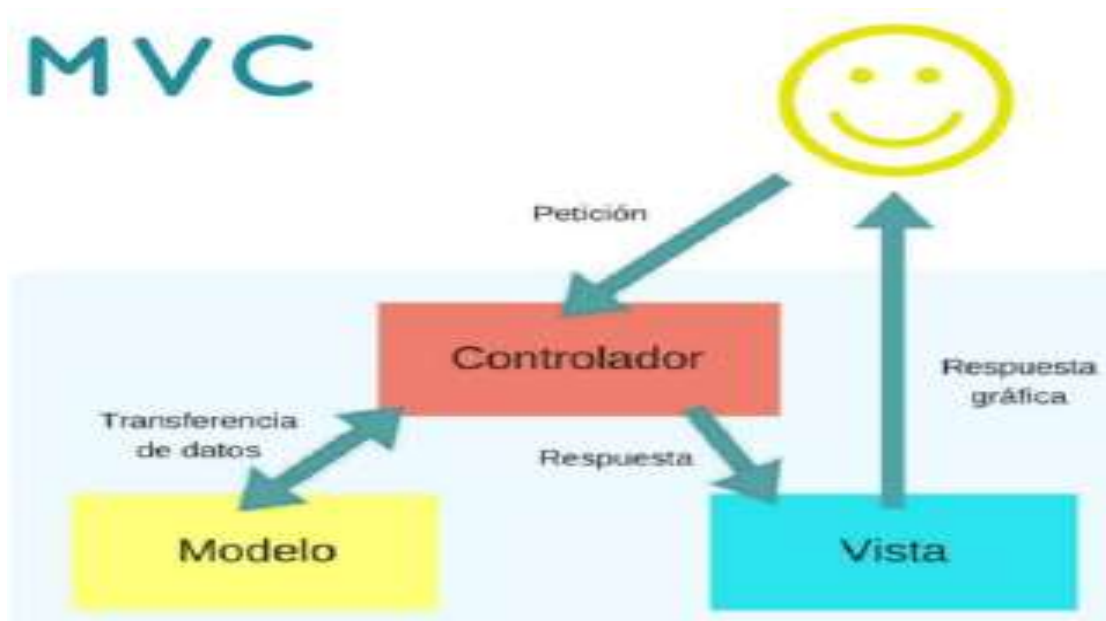 MVC
Petición
Controlador
Respuesta
gráfica
Transferencia
de datos
Respuesta
Modelo
Vista